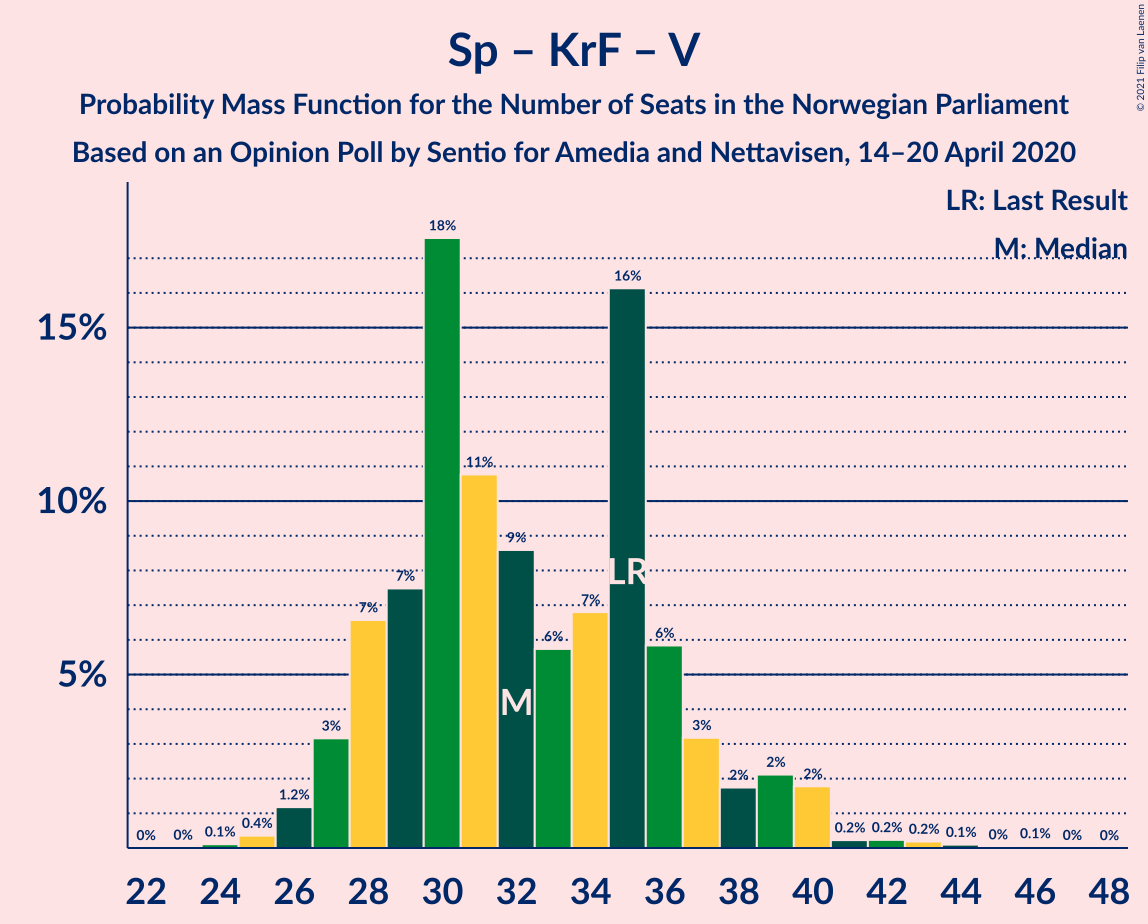 Sp – KrF – V
Probability Mass Function for the Number of Seats in the Norwegian Parliament
Based on an Opinion Poll by Sentio for Amedia and Nettavisen, 14–20 April 2020
© 2021 Filip van Laenen
LR: Last Result
M: Median
15%
10%
5%
0% 0% 0.1% 0.4% 1.2% 3% 7% 7% 18% 11% 9% 6% 7% 16% 6% 3% 2% 2% 2% 0.2% 0.2% 0.2% 0.1% 0% 0.1% 0% 0%
LR
M
22 24 26 28 30 32 34 36 38 40 42 44 46 48